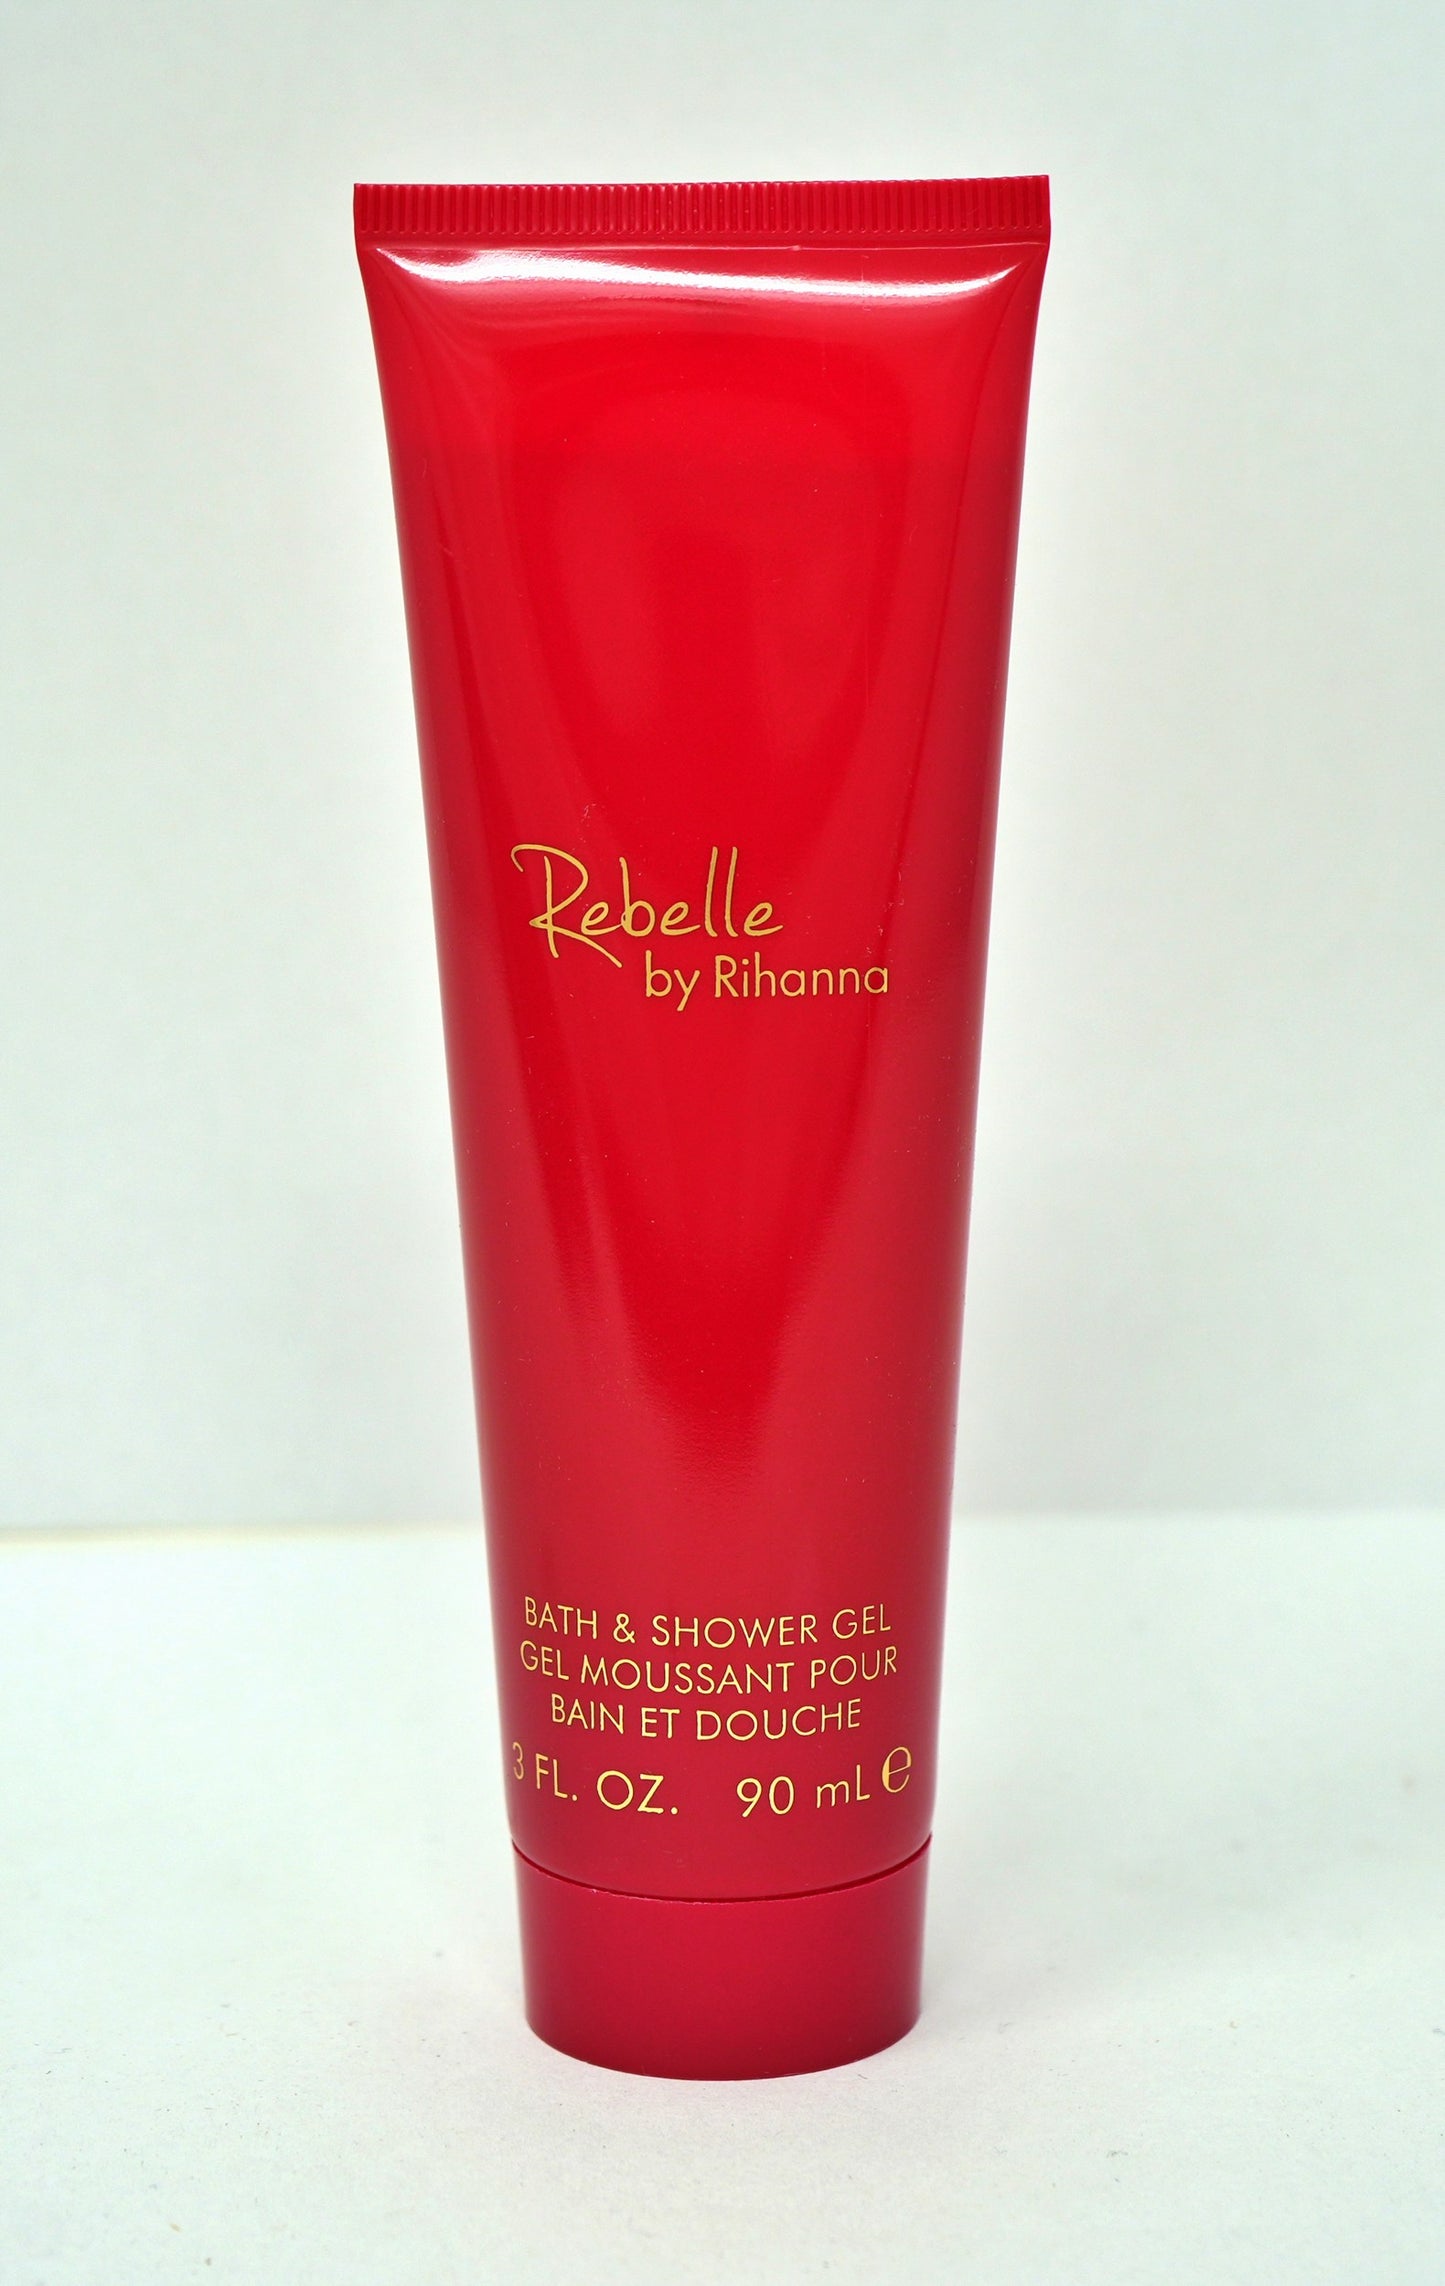 Rebelle
by Rihanna
BATH & SHOWER GEL
GEL MOUSSANT POUR
BAIN ET DOUCHE
3 FL. OZ. 90 mL ℮